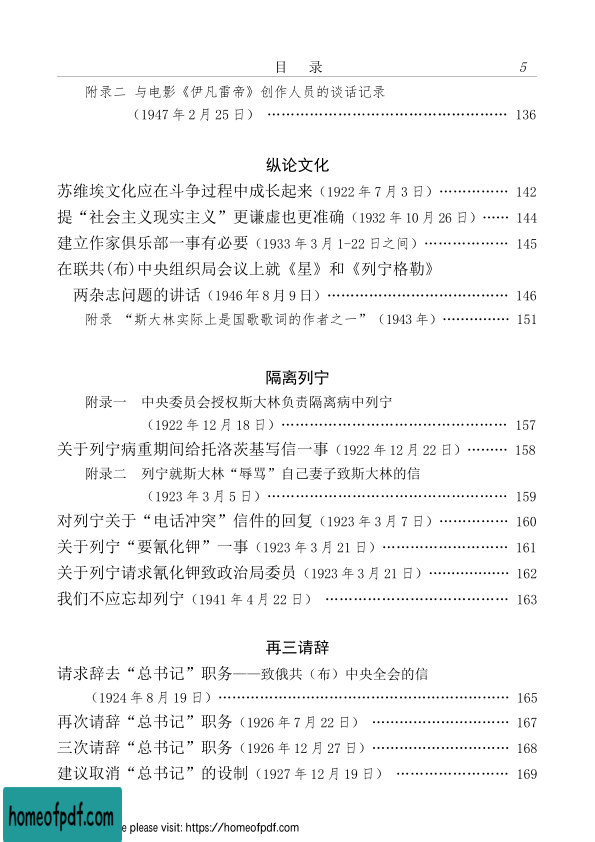 目 录 5
附录二 与电影《伊凡雷帝》创作人员的谈话记录
（1947 年 2 月 25 日） …………………………………………… 136
纵论文化
苏维埃文化应在斗争过程中成长起来（1922 年 7 月 3 日）…………… 142
提“社会主义现实主义”更谦虚也更准确（1932 年 10 月 26 日）…… 144
建立作家俱乐部一事有必要（1933 年 3 月 1-22 日之间）……………… 145
在联共(布)中央组织局会议上就《星》和《列宁格勒》
两杂志问题的讲话（1946 年 8 月 9 日）………………………………… 146
附录 “斯大林实际上是国歌歌词的作者之一”（1943 年）…………… 151
隔离列宁
附录一 中央委员会授权斯大林负责隔离病中列宁
（1922 年 12 月 18 日）………………………………………… 157
关于列宁病重期间给托洛茨基写信一事（1922 年 12 月 22 日）……… 158
附录二 列宁就斯大林“辱骂”自己妻子致斯大林的信
（1923 年 3 月 5 日）…………………………………………… 159
对列宁关于“电话冲突”信件的回复（1923 年 3 月 7 日）…………… 160
关于列宁“要氰化钾”一事（1923 年 3 月 21 日）……………………… 161
关于列宁请求氰化钾致政治局委员（1923 年 3 月 21 日）……………… 162
我们不应忘却列宁（1941 年 4 月 22 日） ………………………………… 163
再三请辞
请求辞去“总书记”职务——致俄共（布）中央全会的信
（1924 年 8 月 19 日）……………………………………………………… 165
再次请辞“总书记”职务（1926 年 7 月 22 日） ………………………… 167
三次请辞“总书记”职务（1926 年 12 月 27 日）………………………… 168
建议取消“总书记”的设制（1927 年 12 月 19 日） …………………… 169
homeofpdf.com
e please visit: https://homeofpdf.com